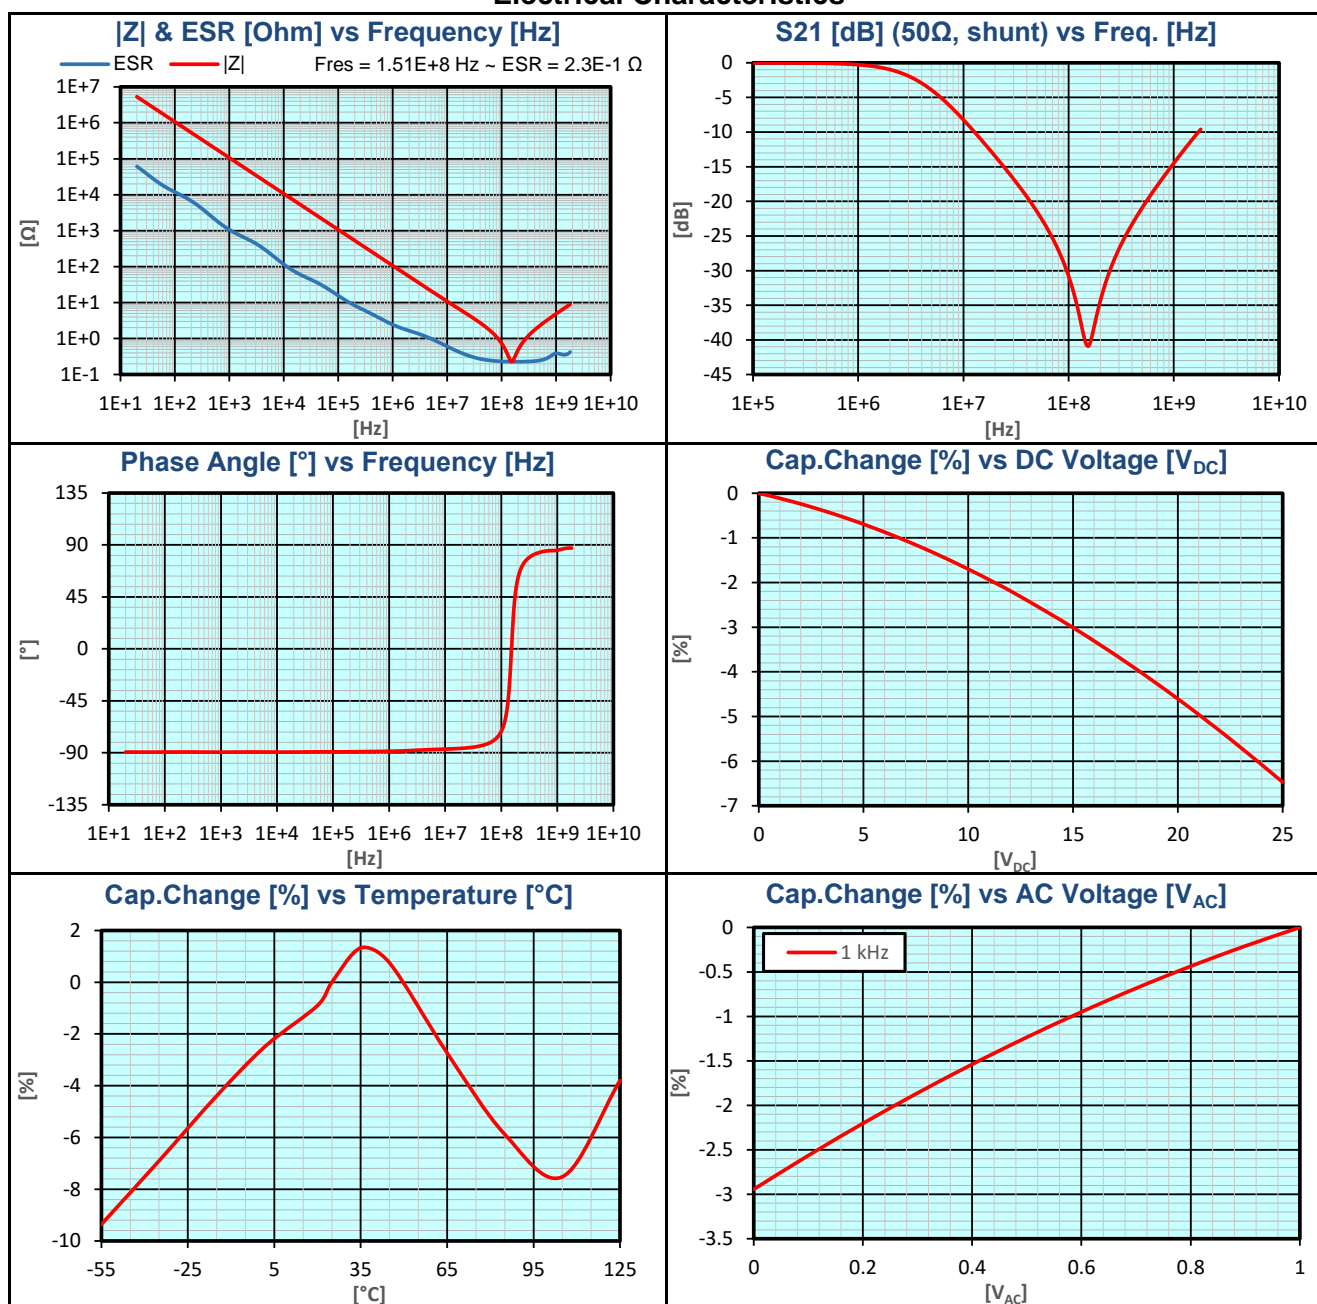 Electrical Characteristics
|Z| & ESR [Ohm] vs Frequency [Hz]
ESR |Z| Fres = 1.51E+8 Hz ~ ESR = 2.3E-1 Ω
1E+7
1E+6
1E+5
1E+4
1E+3
1E+2
1E+1
1E+0
1E-1
[Ω]
1E+1 1E+2 1E+3 1E+4 1E+5 1E+6 1E+7 1E+8 1E+9 1E+10
[Hz]
S21 [dB] (50Ω, shunt) vs Freq. [Hz]
0
-5
-10
-15
-20
-25
-30
-35
-40
-45
[dB]
1E+5 1E+6 1E+7 1E+8 1E+9 1E+10
[Hz]
Phase Angle [°] vs Frequency [Hz]
135
90
45
0
-45
-90
-135
[°]
1E+1 1E+2 1E+3 1E+4 1E+5 1E+6 1E+7 1E+8 1E+9 1E+10
[Hz]
Cap.Change [%] vs DC Voltage [VDC]
0
-1
-2
-3
-4
-5
-6
-7
[%]
0 5 10 15 20 25
[VDC]
Cap.Change [%] vs Temperature [°C]
2
0
-2
-4
-6
-8
-10
[%]
-55 -25 5 35 65 95 125
[°C]
Cap.Change [%] vs AC Voltage [VAC]
1 kHz
0
-0.5
-1
-1.5
-2
-2.5
-3
-3.5
[%]
0 0.2 0.4 0.6 0.8 1
[VAC]